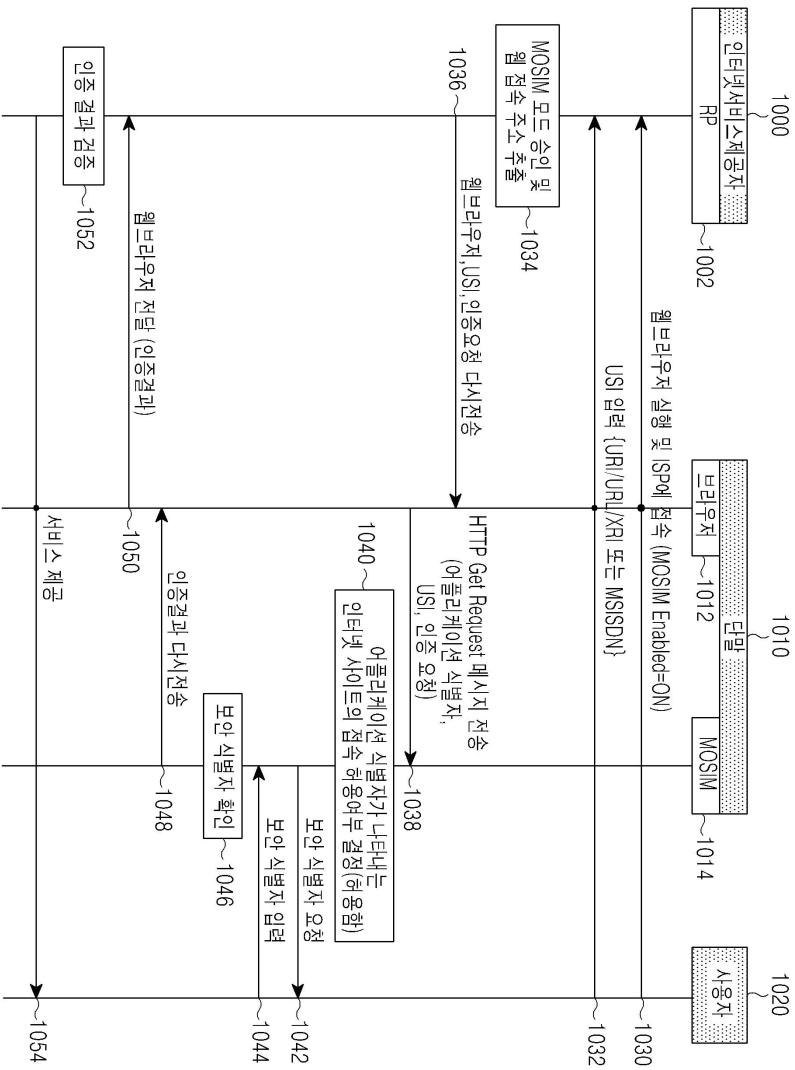 1000
인터넷서비스제공자
RP
1002
1010
단말
브라우저
1012
MOSIM
1014
1020
사용자
웹브라우저 실행 및 ISP에 접속 (MOSIM Enabled=ON)
1030
USI 입력 {URI/URL/XRI 또는 MSISDN}
1032
MOSIM 모드 승인 및
웹 접속 주소 추출
1034
1036
웹브라우저,USI,인증요청 다시전송
HTTP Get Request 메시지 전송
(어플리케이션 식별자,
USI, 인증 요청)
1038
1040
어플리케이션 식별자가 나타내는
인터넷 사이트의 접속 허용여부 결정(허용함)
보안 식별자 요청
1042
보안 식별자 입력
1044
보안 식별자 확인
1046
인증결과 다시전송
1048
웹브라우저 전달 (인증결과)
1050
인증 결과 검증
1052
서비스 제공
1054